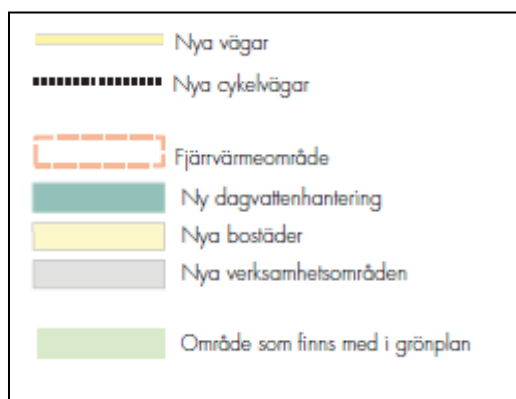 Nya vägar
Nya cykelvägar
Fjärrvärmeområde
Ny dagvattenhantering
Nya bostäder
Nya verksamhetsområden
Område som finns med i grönplan